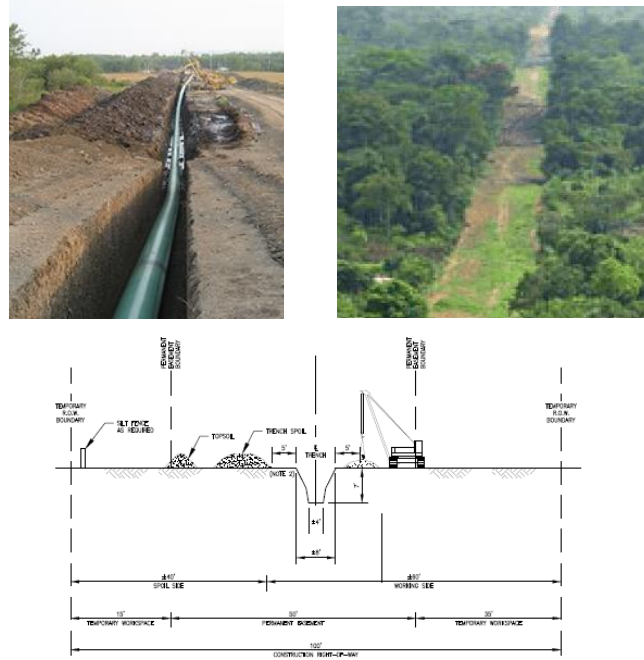 PERMANENT
EASEMENT
BOUNDARY
PERMANENT
EASEMENT
BOUNDARY
TEMPORARY
R.O.W.
BOUNDARY
SILT FENCE
AS REQUIRED
TOPSOIL
TRENCH SPOIL
5'
℄
TRENCH
5'
TEMPORARY
R.O.W.
BOUNDARY
(NOTE 2)
7'
±4'
±8'
±40'
SPOIL SIDE
±60'
WORKING SIDE
15'
TEMPORARY WORKSPACE
50'
PERMANENT EASEMENT
35'
TEMPORARY WORKSPACE
100'
CONSTRUCTION RIGHT-OF-WAY